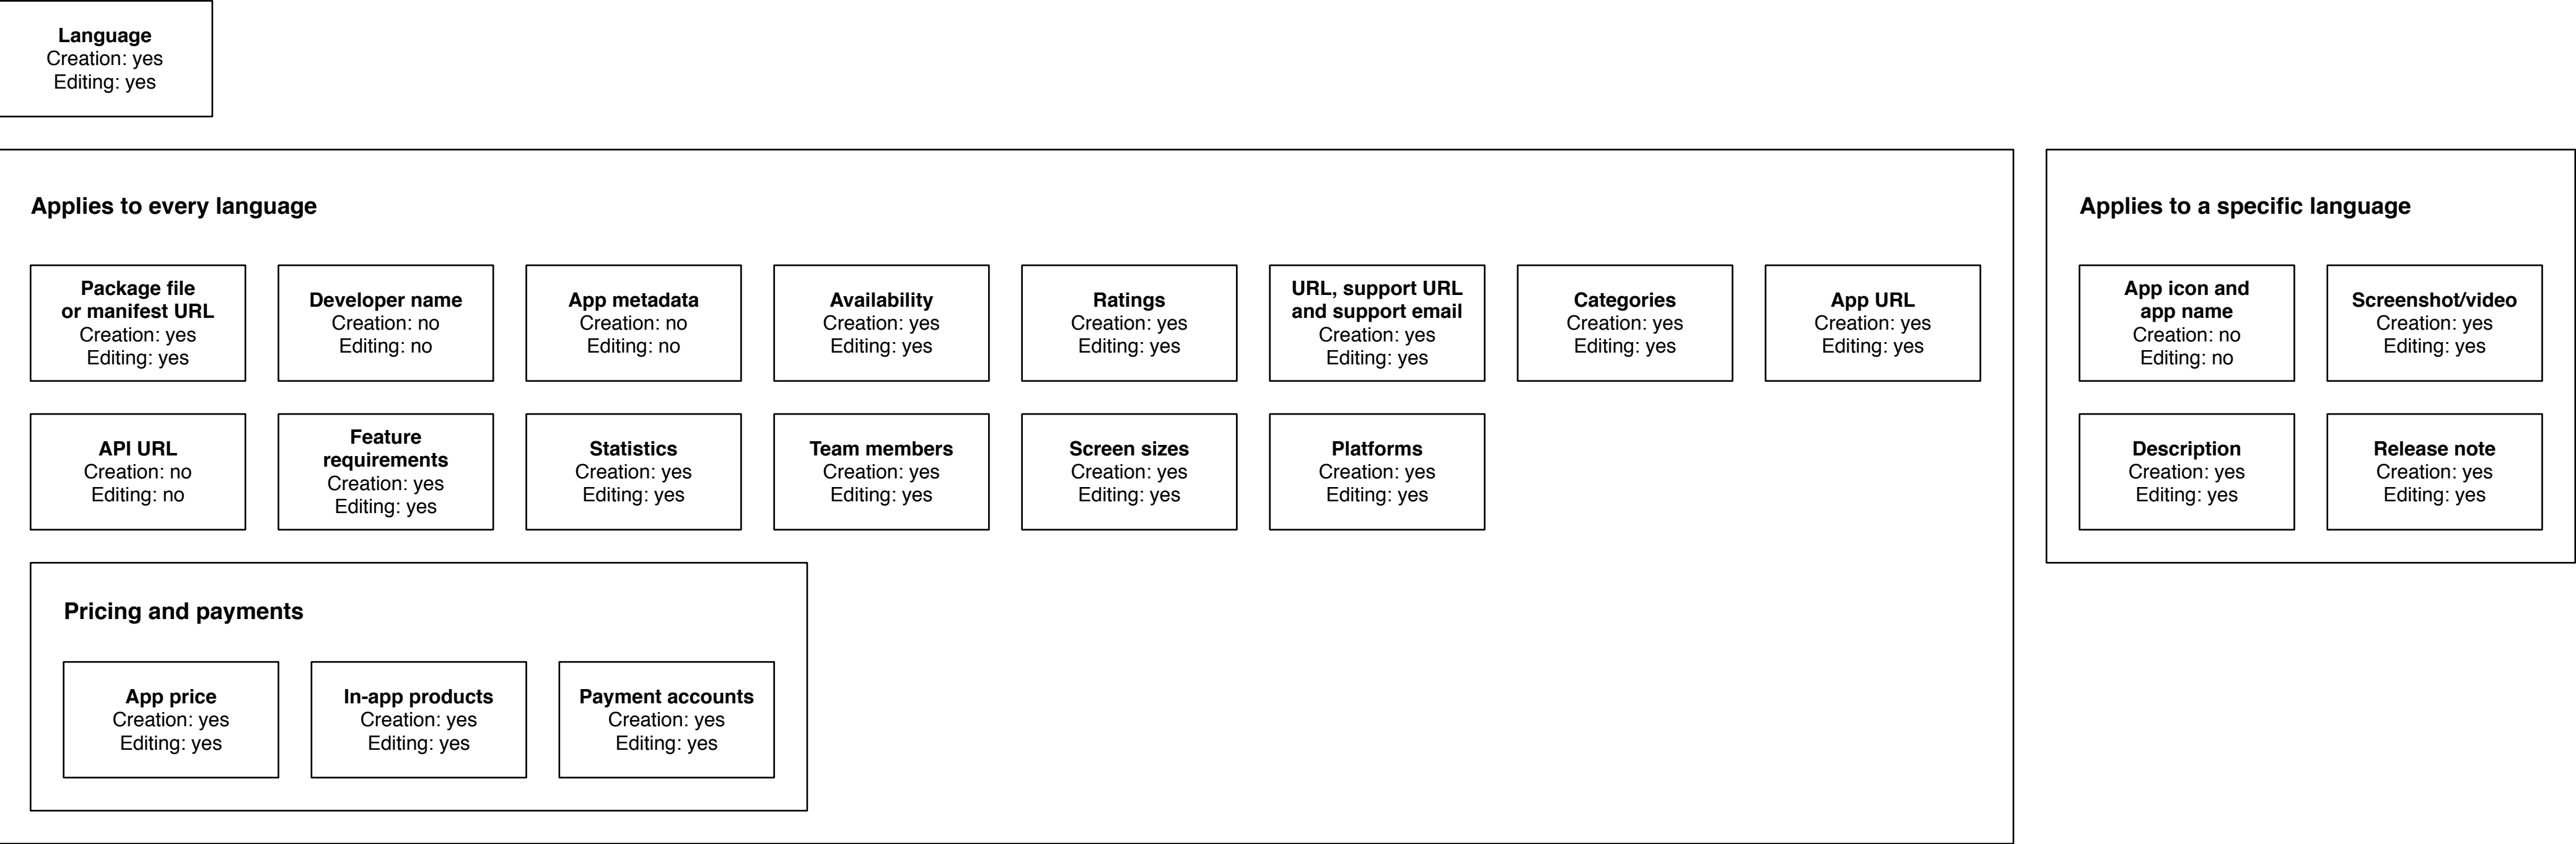 Language
Creation: yes
Editing: yes
Applies to every language
Package file
or manifest URL
Creation: yes
Editing: yes
Developer name
Creation: no
Editing: no
App metadata
Creation: no
Editing: no
Availability
Creation: yes
Editing: yes
Ratings
Creation: yes
Editing: yes
URL, support URL
and support email
Creation: yes
Editing: yes
Categories
Creation: yes
Editing: yes
App URL
Creation: yes
Editing: yes
API URL
Creation: no
Editing: no
Feature
requirements
Creation: yes
Editing: yes
Statistics
Creation: yes
Editing: yes
Team members
Creation: yes
Editing: yes
Screen sizes
Creation: yes
Editing: yes
Platforms
Creation: yes
Editing: yes
Pricing and payments
App price
Creation: yes
Editing: yes
In-app products
Creation: yes
Editing: yes
Payment accounts
Creation: yes
Editing: yes
Applies to a specific language
App icon and
app name
Creation: no
Editing: no
Screenshot/video
Creation: yes
Editing: yes
Description
Creation: yes
Editing: yes
Release note
Creation: yes
Editing: yes